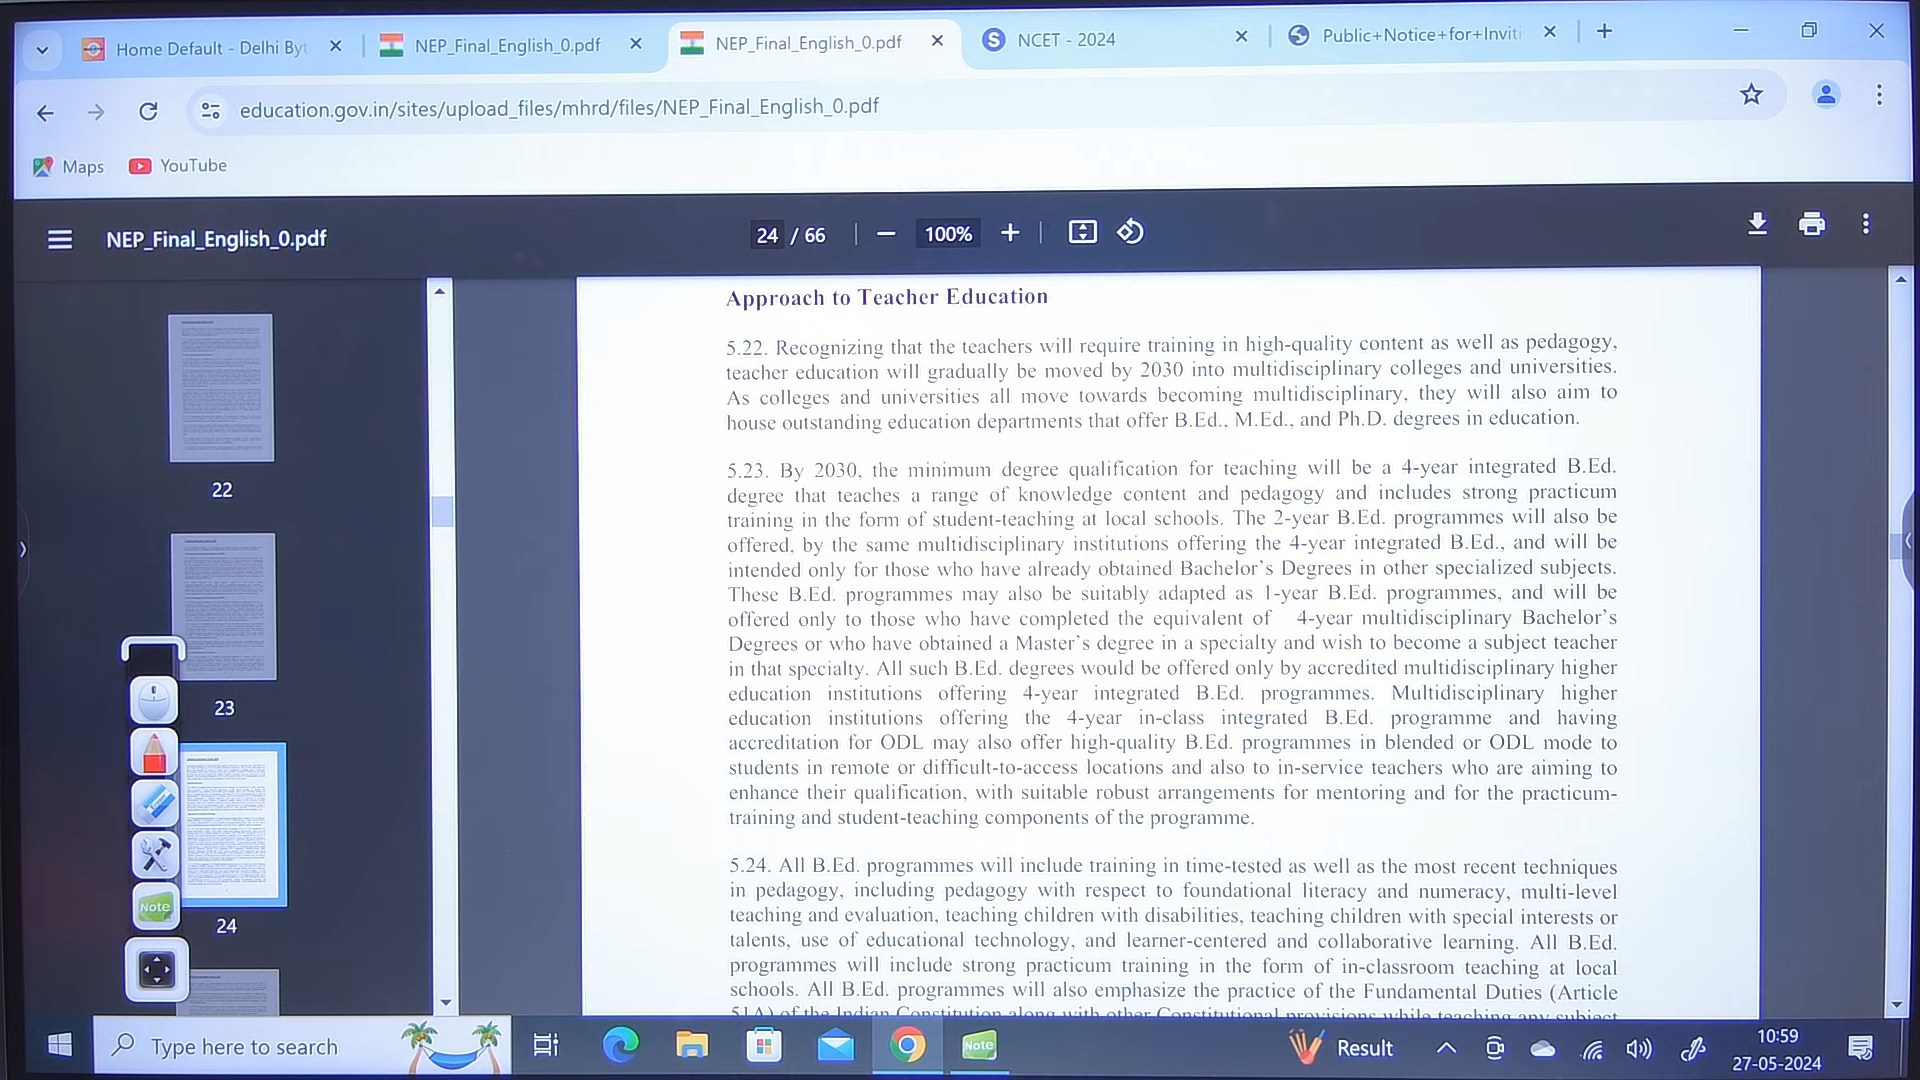 Home Default - Delhi Byt
NEP_Final_English_0.pdf
NEP_Final_English_0.pdf
NCET - 2024
Public+Notice+for+Inviti
education.gov.in/sites/upload_files/mhrd/files/NEP_Final_English_0.pdf
Maps
YouTube
NEP_Final_English_0.pdf
24 / 66
100%
22
23
24
Note
Approach to Teacher Education
5.22. Recognizing that the teachers will require training in high-quality content as well as pedagogy,
teacher education will gradually be moved by 2030 into multidisciplinary colleges and universities.
As colleges and universities all move towards becoming multidisciplinary, they will also aim to
house outstanding education departments that offer B.Ed., M.Ed., and Ph.D. degrees in education.
5.23. By 2030, the minimum degree qualification for teaching will be a 4-year integrated B.Ed.
degree that teaches a range of knowledge content and pedagogy and includes strong practicum
training in the form of student-teaching at local schools. The 2-year B.Ed. programmes will also be
offered, by the same multidisciplinary institutions offering the 4-year integrated B.Ed., and will be
intended only for those who have already obtained Bachelor's Degrees in other specialized subjects.
These B.Ed. programmes may also be suitably adapted as 1-year B.Ed. programmes, and will be
offered only to those who have completed the equivalent of 4-year multidisciplinary Bachelor's
Degrees or who have obtained a Master's degree in a specialty and wish to become a subject teacher
in that specialty. All such B.Ed. degrees would be offered only by accredited multidisciplinary higher
education institutions offering 4-year integrated B.Ed. programmes. Multidisciplinary higher
education institutions offering the 4-year in-class integrated B.Ed. programme and having
accreditation for ODL may also offer high-quality B.Ed. programmes in blended or ODL mode to
students in remote or difficult-to-access locations and also to in-service teachers who are aiming to
enhance their qualification, with suitable robust arrangements for mentoring and for the practicum-
training and student-teaching components of the programme.
5.24. All B.Ed. programmes will include training in time-tested as well as the most recent techniques
in pedagogy, including pedagogy with respect to foundational literacy and numeracy, multi-level
teaching and evaluation, teaching children with disabilities, teaching children with special interests or
talents, use of educational technology, and learner-centered and collaborative learning. All B.Ed.
programmes will include strong practicum training in the form of in-classroom teaching at local
schools. All B.Ed. programmes will also emphasize the practice of the Fundamental Duties (Article
51A) of the Indian Constitution along with other Constitutional provisions while teaching any subject
Type here to search
Note
Result
10:59
27-05-2024